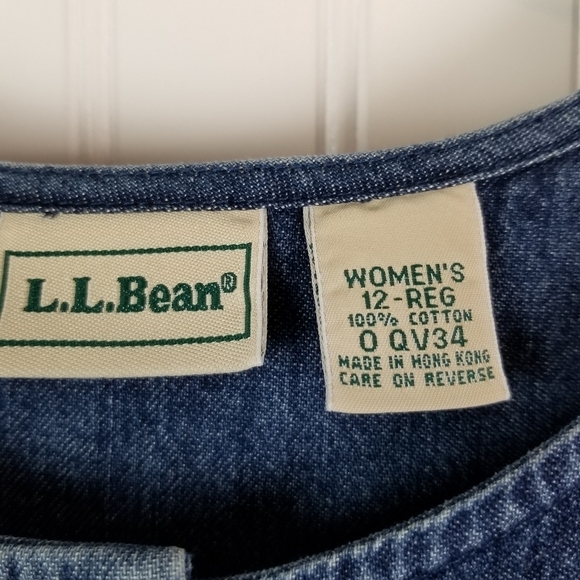 L.L.Bean®
WOMEN'S
12-REG
100% COTTON
0 QV34
MADE IN HONG KONG
CARE ON REVERSE